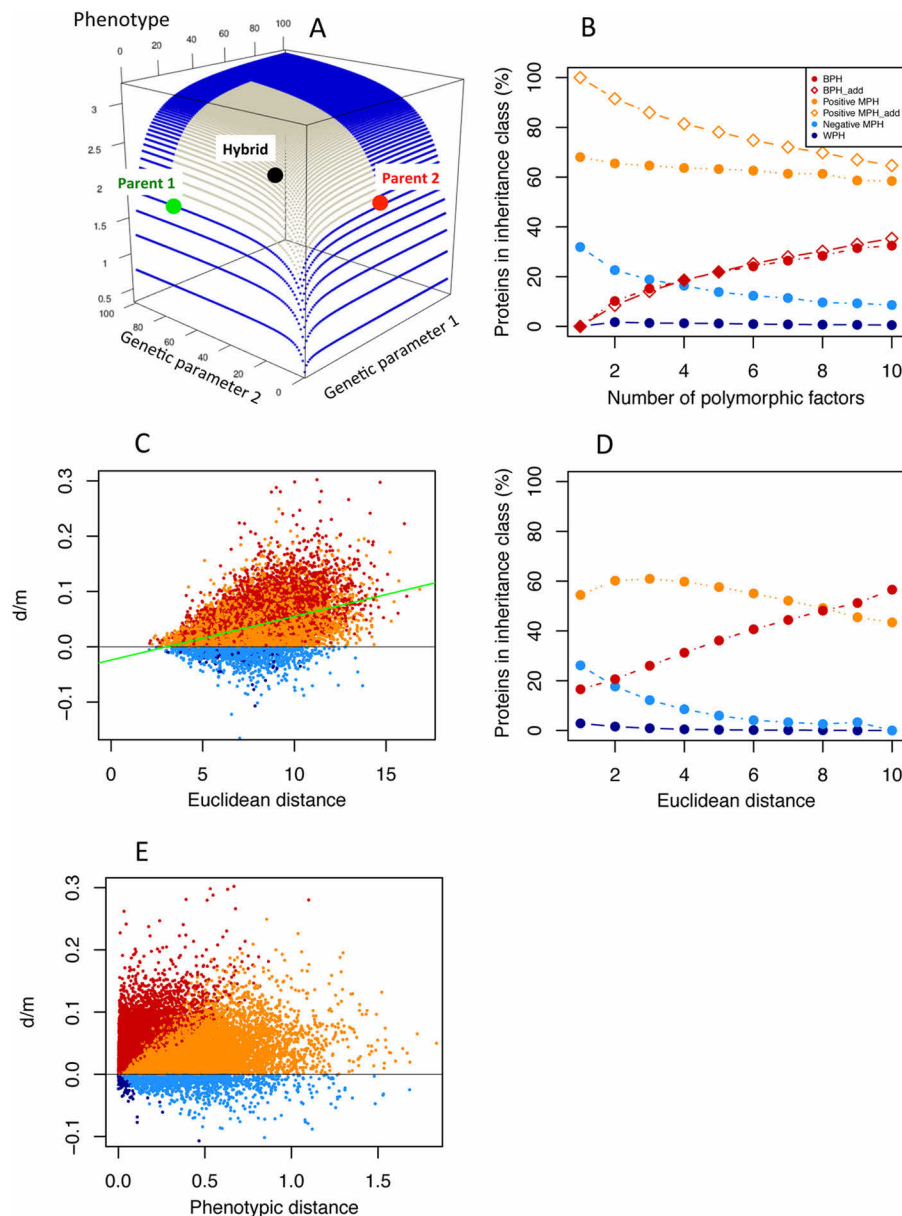 A
Phenotype
0
20
40
60
80
100
3
2.5
2
1.5
1
0.5
100
80
60
40
20
0
Hybrid
Parent 1
Parent 2
Genetic parameter 2
Genetic parameter 1
B
Proteins in inheritance class (%)
100
80
60
40
20
0
BPH
BPH_add
Positive MPH
Positive MPH_add
Negative MPH
WPH
2
4
6
8
10
Number of polymorphic factors
C
d/m
0.3
0.2
0.1
0.0
−0.1
0
5
10
15
Euclidean distance
D
Proteins in inheritance class (%)
100
80
60
40
20
0
2
4
6
8
10
Euclidean distance
E
d/m
0.3
0.2
0.1
0.0
−0.1
0.0
0.5
1.0
1.5
Phenotypic distance